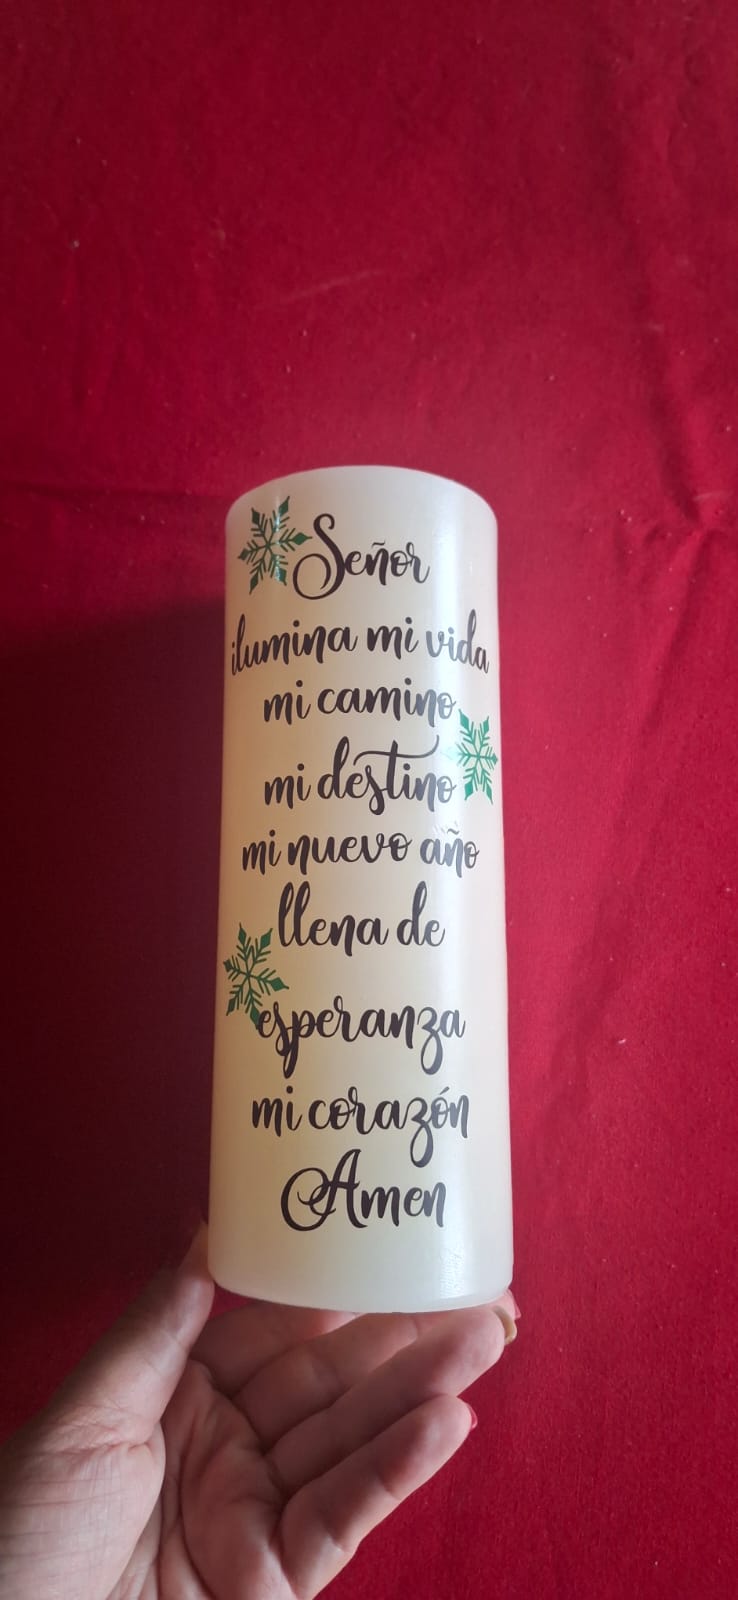 Señor
ilumina mi vida
mi camino
mi destino
mi nuevo año
llena de
esperanza
mi corazón
Amen